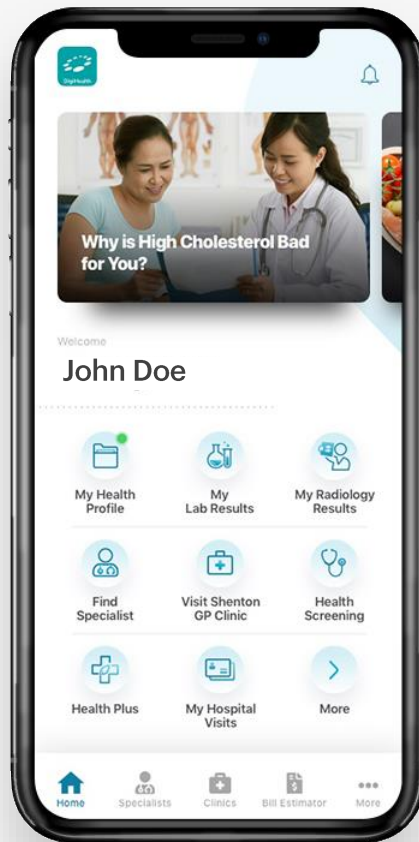 DigiHealth
Why is High Cholesterol Bad
for You?
Welcome
John Doe
My Health
Profile
My
Lab Results
My Radiology
Results
Find
Specialist
Visit Shenton
GP Clinic
Health
Screening
Health Plus
My Hospital
Visits
More
Home
Specialists
Clinics
Bill Estimator
More